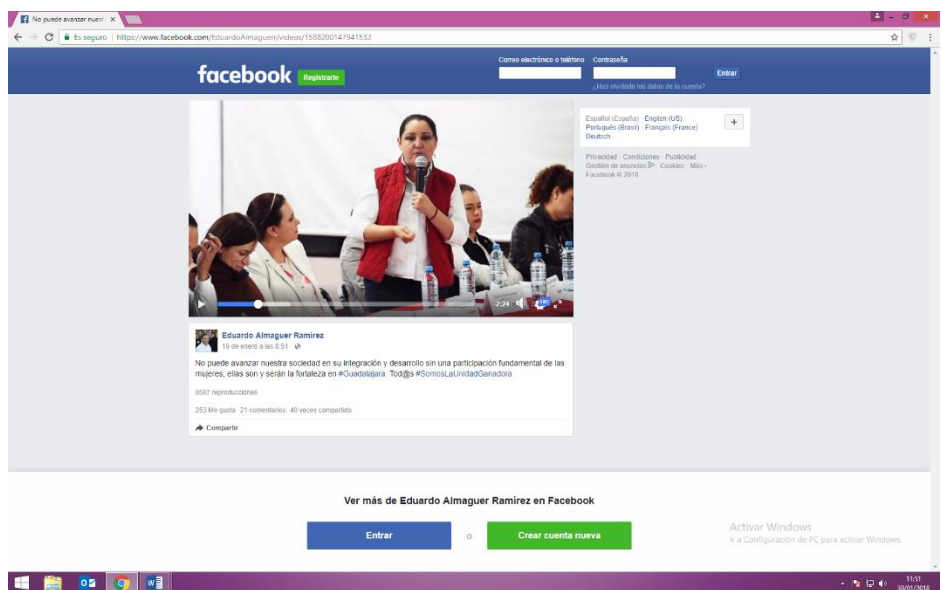 No puede avanzar nuest
Es seguro | https://www.facebook.com/EduardoAlmaguerr/videos/1588200147941532
Correo electrónico o teléfono Contraseña
facebook Registrarte Entrar
¿Has olvidado los datos de la cuenta?
Español (España) · English (US) ·
Português (Brasil) · Français (France) ·
Deutsch
+
Privacidad · Condiciones · Publicidad ·
Gestión de anuncios · Cookies · Más
Facebook © 2018
2:24
Eduardo Almaguer Ramírez
18 de enero a las 8:51 ·
No puede avanzar nuestra sociedad en su integración y desarrollo sin una participación fundamental de las
mujeres, ellas son y serán la fortaleza en #Guadalajara. Tod@s #SomosLaUnidadGanadora
8587 reproducciones
253 Me gusta 21 comentarios 40 veces compartido
Compartir
Ver más de Eduardo Almaguer Ramírez en Facebook
Entrar o Crear cuenta nueva
Activar Windows
Ir a Configuración de PC para activar Windows.
11:51
30/01/2018